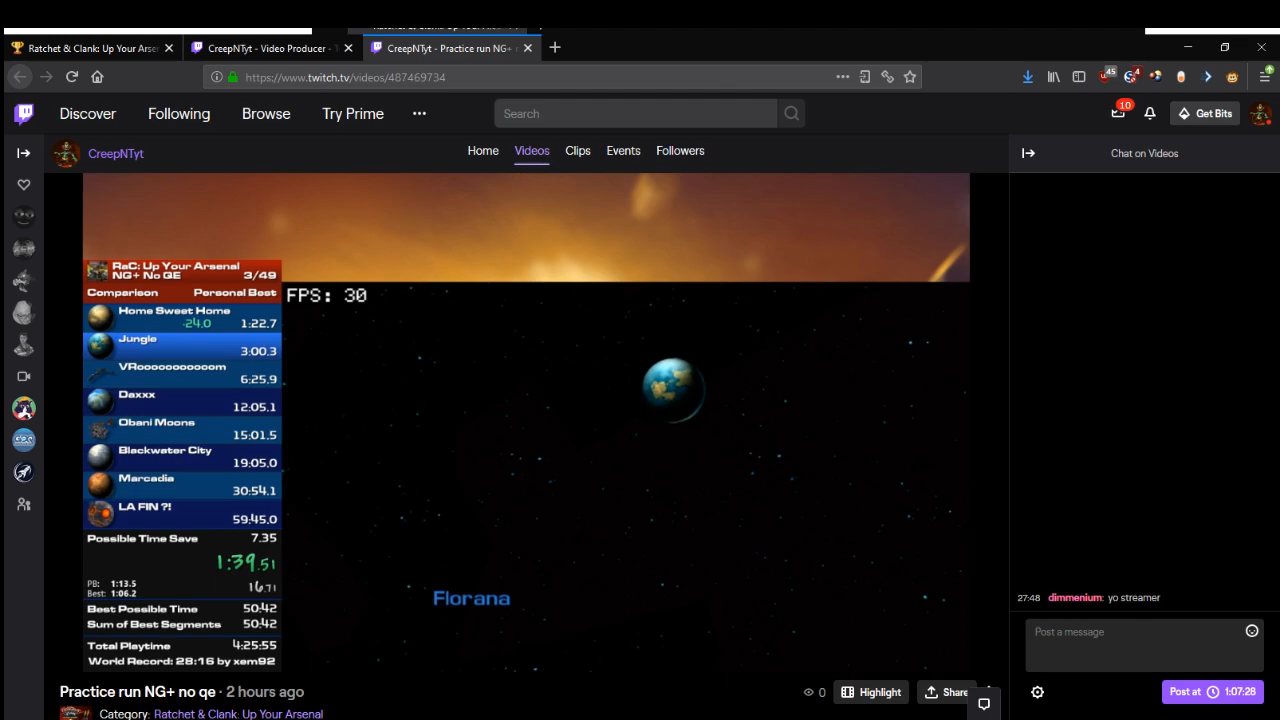 Ratchet & Clank: Up Your Arse
CreepNTyt - Video Producer - T
CreepNTyt - Practice run NG+ n
https://www.twitch.tv/videos/487469734
45
4
Discover
Following
Browse
Try Prime
Search
10
Get Bits
CreepNTyt
Home
Videos
Clips
Events
Followers
Chat on Videos
RaC: Up Your Arsenal
NG+ No QE 3/49
Comparison Personal Best
FPS: 30
Home Sweet Home
-24.0 1:22.7
Jungle
3:00.3
VRoooooooooom
6:25.9
Daxxx
12:05.1
Obani Moons
15:01.5
Blackwater City
19:05.0
Marcadia
30:54.1
LA FIN ?!
59:45.0
Possible Time Save 7.35
1:39.51
PB: 1:13.5
Best: 1:06.2
16.71
Best Possible Time 50:42
Sum of Best Segments 50:42
Total Playtime 4:25:55
World Record: 28:16 by xem92
Florana
27:48 dimmenium: yo streamer
Post a message
Practice run NG+ no qe · 2 hours ago
0
Highlight
Share
Post at 1:07:28
Category: Ratchet & Clank: Up Your Arsenal